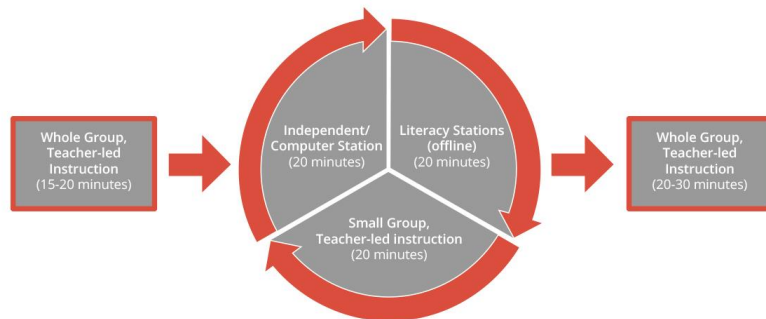 Whole Group,
Teacher-led
Instruction
(15-20 minutes)
Independent/
Computer Station
(20 minutes)
Literacy Stations
(offline)
(20 minutes)
Small Group,
Teacher-led instruction
(20 minutes)
Whole Group,
Teacher-led
Instruction
(20-30 minutes)